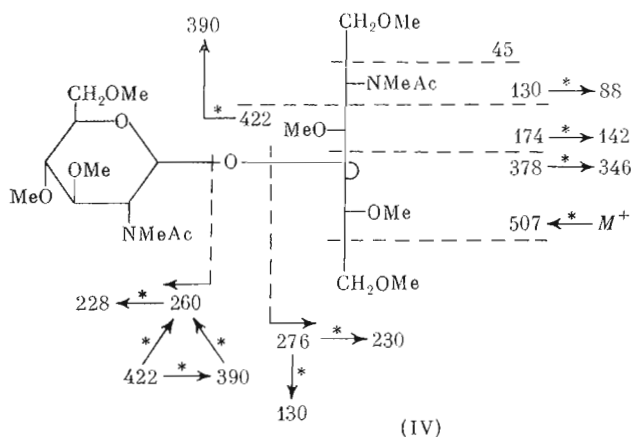 390
CH₂OMe
45
CH₂OMe
NMeAc
130 * 88
O
* 422
MeO
174 * 142
OMe
O
378 * 346
MeO
OMe
NMeAc
507 * M⁺
CH₂OMe
228 * 260
276 * 230
* *
*
422 * 390
130
(IV)